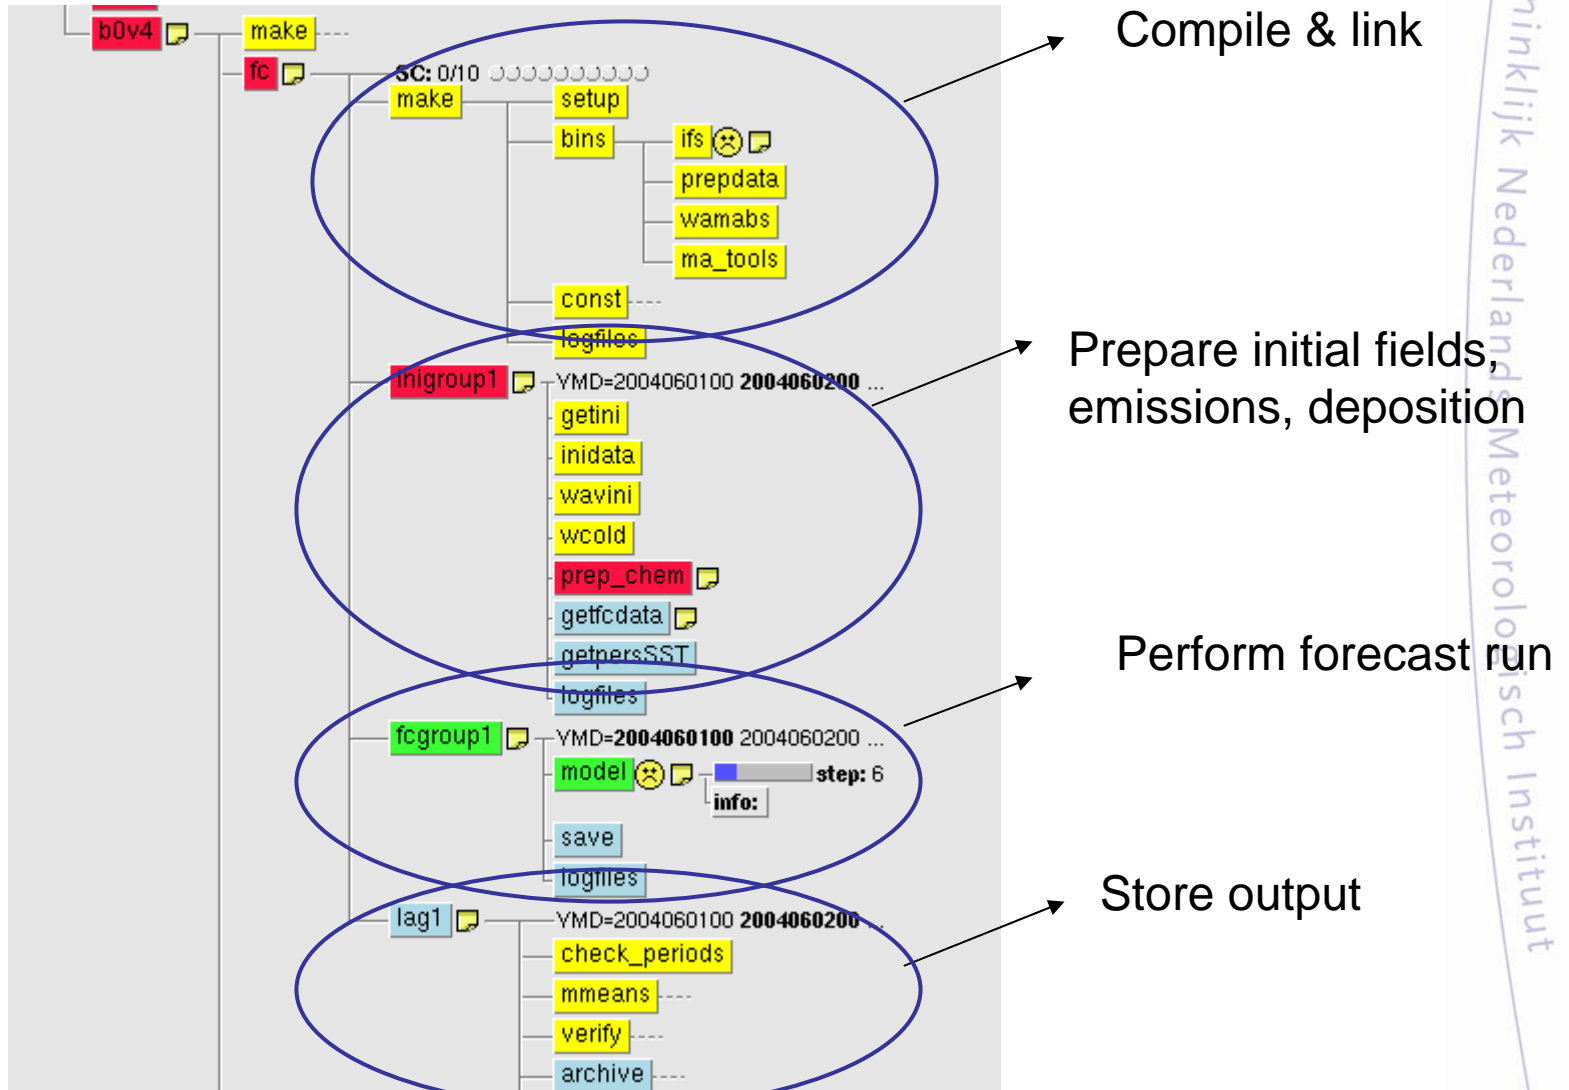 b0v4 make
fc SC: 0/10
make setup
bins ifs
prepdata
wamabs
ma_tools
const
logfiles
inigroup1 YMD=2004060100 2004060200 ...
getini
inidata
wavini
wcold
prep_chem
getfcdata
getpersSST
logfiles
fcgroup1 YMD=2004060100 2004060200 ...
model step: 6
info:
save
logfiles
lag1 YMD=2004060100 2004060200 ...
check_periods
mmeans
verify
archive
Compile & link
Prepare initial fields,
emissions, deposition
Perform forecast run
Store output
ninklijk Nederlands Meteorologisch Instituut